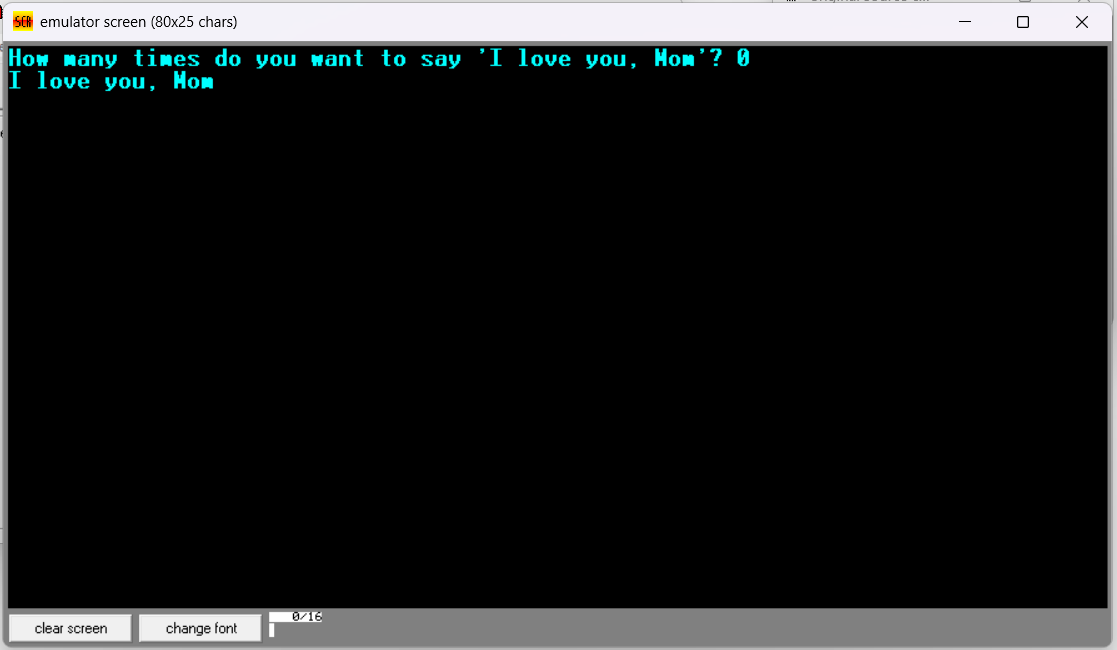 SCR emulator screen (80x25 chars)
How many times do you want to say 'I love you, Mom'? 0
I love you, Mom
clear screen change font 0/16